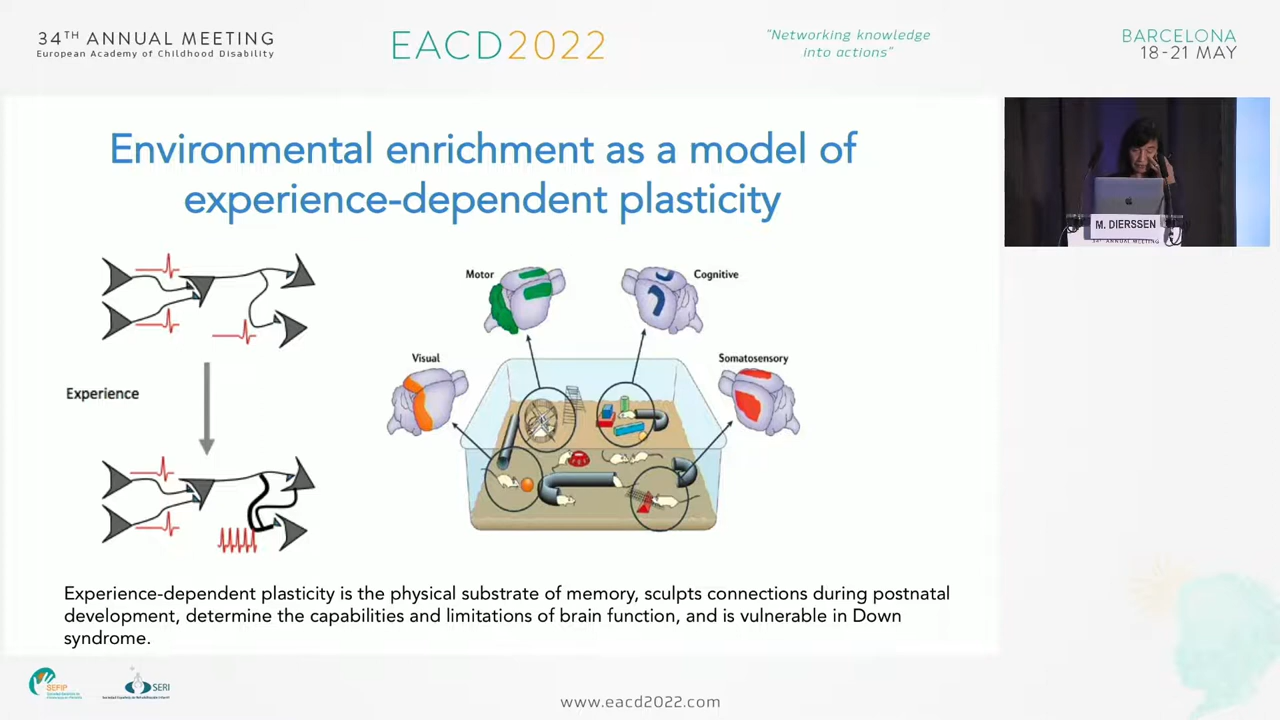 34TH ANNUAL MEETING
European Academy of Childhood Disability
EACD2022
"Networking knowledge
into actions"
BARCELONA
18-21 MAY
Environmental enrichment as a model of
experience-dependent plasticity
M. DIERSSEN
34TH ANNUAL MEETING
Motor
Cognitive
Visual
Somatosensory
Experience
Experience-dependent plasticity is the physical substrate of memory, sculpts connections during postnatal
development, determine the capabilities and limitations of brain function, and is vulnerable in Down
syndrome.
SEFIP
SERI
www.eacd2022.com